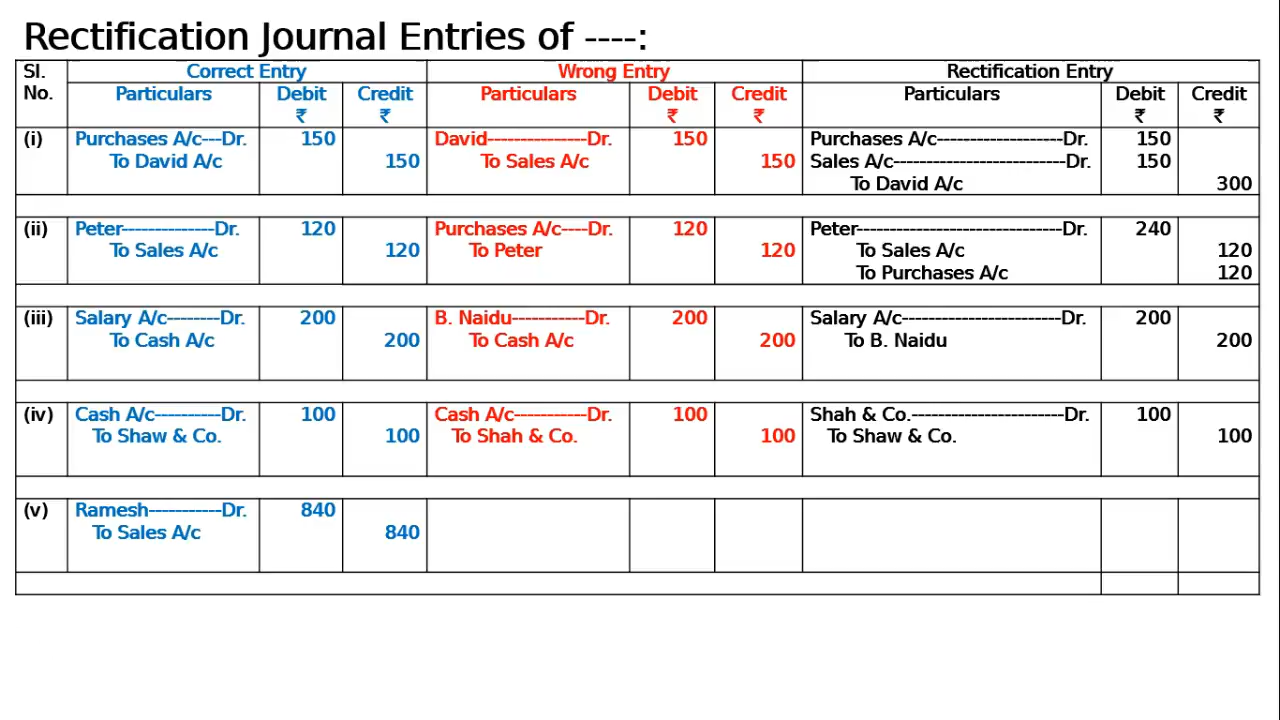 Rectification Journal Entries of ----:
Sl. Correct Entry Wrong Entry Rectification Entry
No. Particulars Debit Credit Particulars Debit Credit Particulars Debit Credit
₹ ₹ ₹ ₹ ₹ ₹
(i) Purchases A/c---Dr. 150 David----------------Dr. 150 Purchases A/c-------------------Dr. 150
To David A/c 150 To Sales A/c 150 Sales A/c--------------------------Dr. 150
To David A/c 300
(ii) Peter--------------Dr. 120 Purchases A/c----Dr. 120 Peter-------------------------------Dr. 240
To Sales A/c 120 To Peter 120 To Sales A/c 120
To Purchases A/c 120
(iii) Salary A/c--------Dr. 200 B. Naidu-----------Dr. 200 Salary A/c------------------------Dr. 200
To Cash A/c 200 To Cash A/c 200 To B. Naidu 200
(iv) Cash A/c----------Dr. 100 Cash A/c-----------Dr. 100 Shah & Co.-----------------------Dr. 100
To Shaw & Co. 100 To Shah & Co. 100 To Shaw & Co. 100
(v) Ramesh-----------Dr. 840
To Sales A/c 840